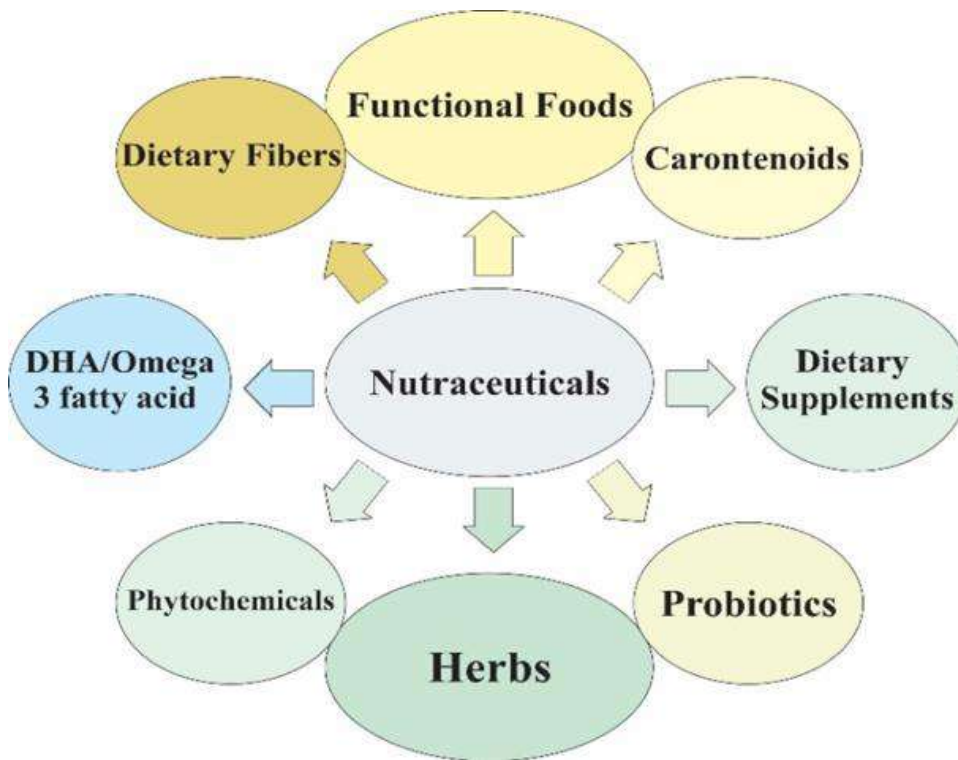 Functional Foods
Dietary Fibers
Carontenoids
DHA/Omega
3 fatty acid
Nutraceuticals
Dietary
Supplements
Phytochemicals
Probiotics
Herbs